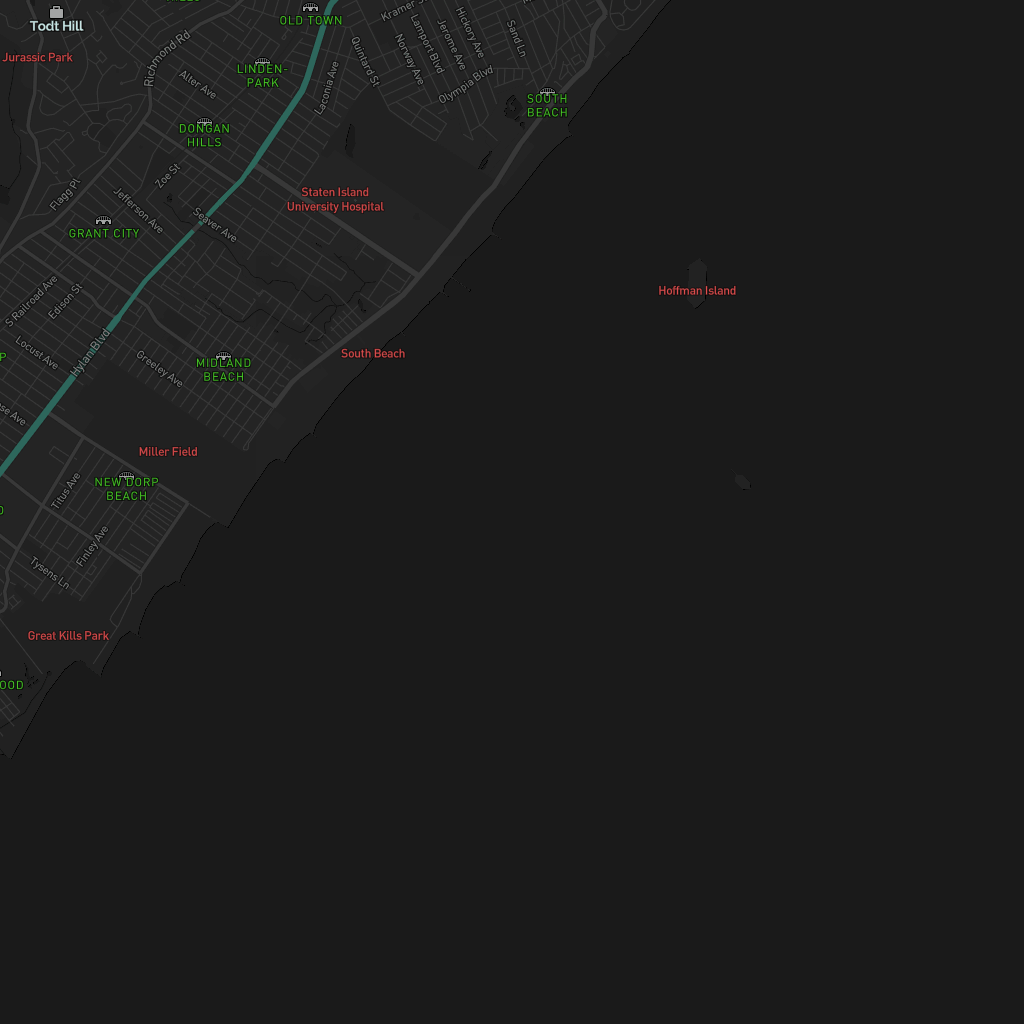 OLD TOWN
Kramer
Todt Hill
Hickory Ave
Sand Ln
Lamport Blvd
Jerome Ave
Norway Ave
Quintard St
Richmond Rd
Jurassic Park
LINDEN-
PARK
Aller Ave
Laconia Ave
Olympia Blvd
SOUTH
BEACH
DONGAN
HILLS
Zoe St
Flagg Pl
Jefferson Ave
Staten Island
University Hospital
Seaver Ave
GRANT CITY
S Railroad Ave
Edison St
Hoffman Island
Hylan Blvd
Locust Ave
South Beach
Greeley Ave
MIDLAND
BEACH
Miller Field
Titus Ave
NEW DORP
BEACH
Finley Ave
Tysens Ln
Great Kills Park
OOD